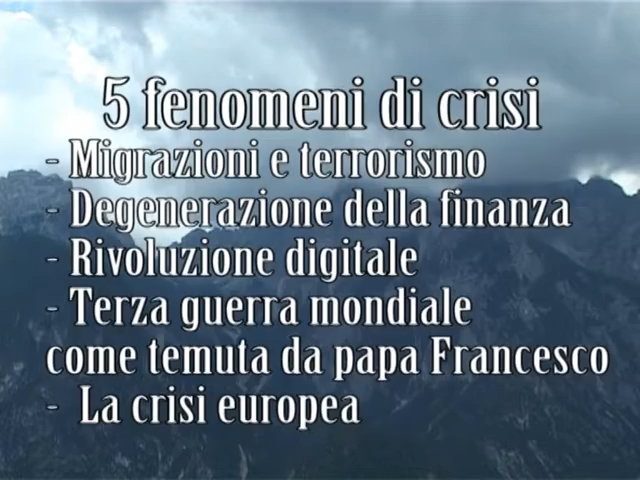 5 fenomeni di crisi
- Migrazioni e terrorismo
- Degenerazione della finanza
- Rivoluzione digitale
- Terza guerra mondiale
come temuta da papa Francesco
- La crisi europea